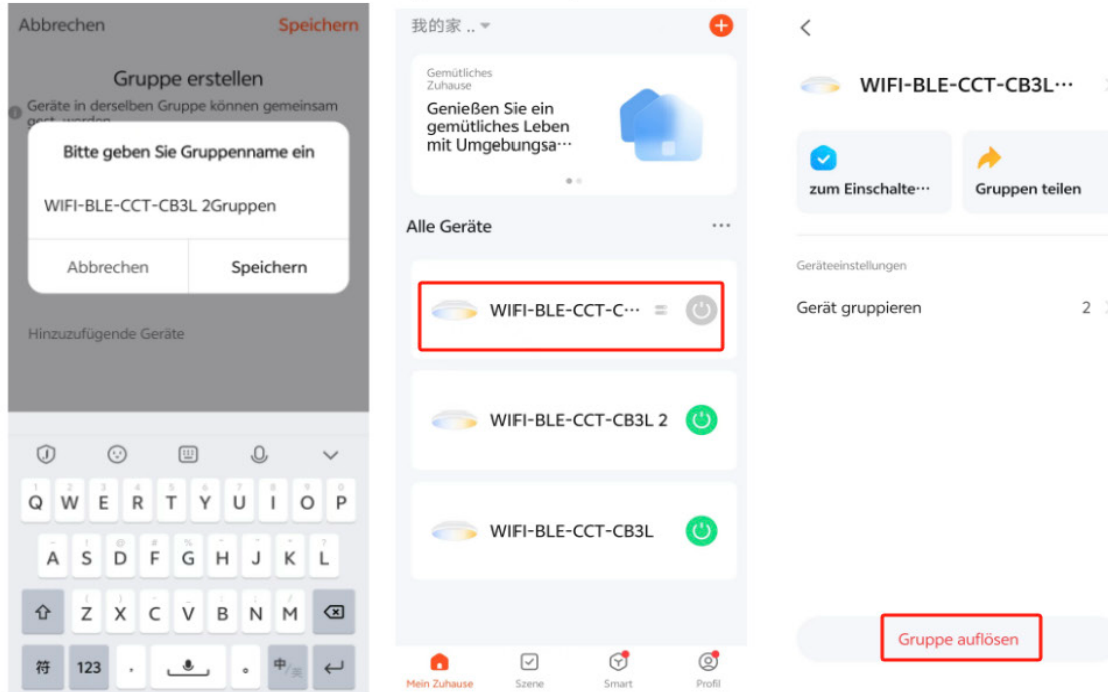 Abbrechen
Speichern
Gruppe erstellen
Geräte in derselben Gruppe können gemeinsam
gest. werden
Bitte geben Sie Gruppenname ein
WIFI-BLE-CCT-CB3L 2Gruppen
Abbrechen
Speichern
Hinzuzufügende Geräte
Q W E R T Y U I O P
A S D F G H J K L
Z X C V B N M
符 123 . 。 中/英
我的家 ..
Gemütliches
Zuhause
Genießen Sie ein
gemütliches Leben
mit Umgebungsa···
Alle Geräte
WIFI-BLE-CCT-C···
WIFI-BLE-CCT-CB3L 2
WIFI-BLE-CCT-CB3L
Mein Zuhause
Szene
Smart
Profil
WIFI-BLE-CCT-CB3L···
zum Einschalte···
Gruppen teilen
Geräteeinstellungen
Gerät gruppieren
2
Gruppe auflösen